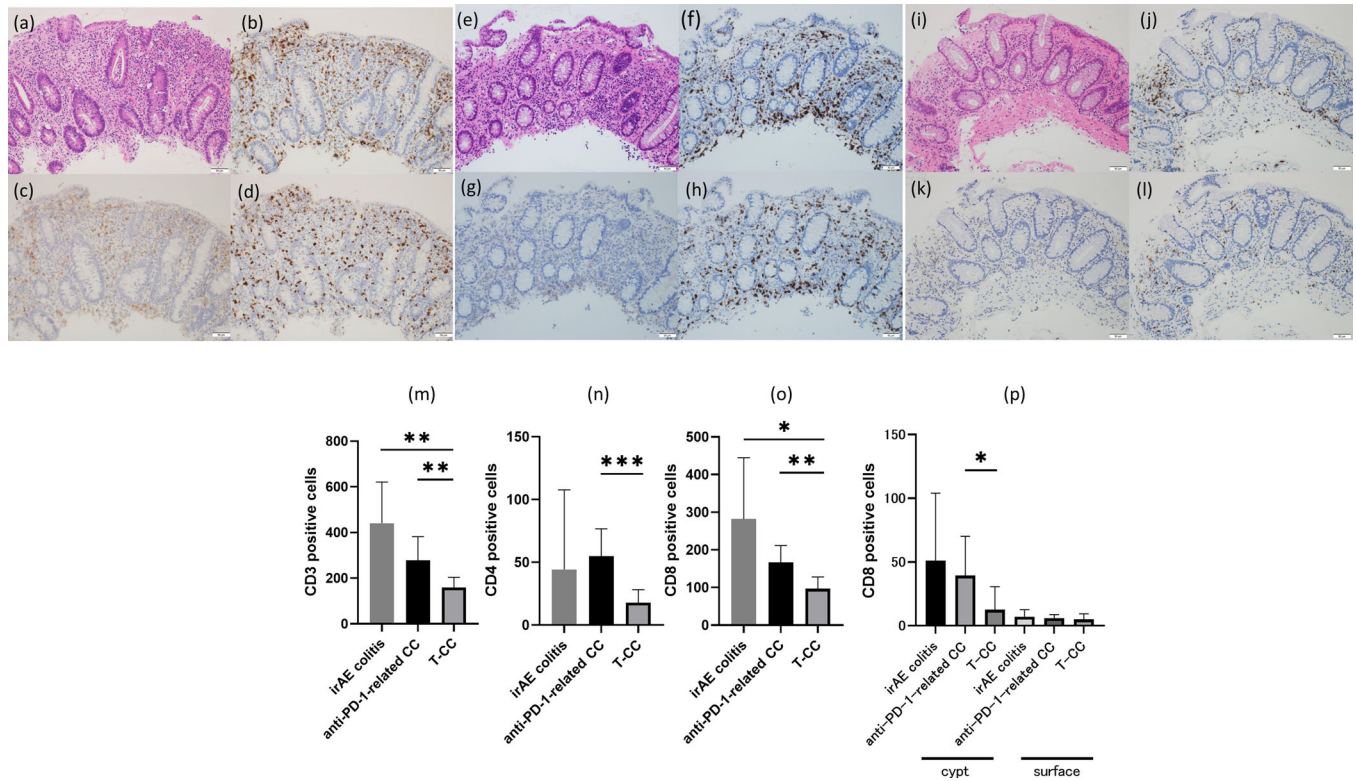 (a)
(b)
(e)
(f)
(i)
(j)
(c)
(d)
(g)
(h)
(k)
(l)
(m)
(n)
(o)
(p)
CD3 positive cells
800
600
400
200
0
**
**
irAE colitis
anti-PD-1-related CC
T-CC
CD4 positive cells
150
100
50
0
***
irAE colitis
anti-PD-1-related CC
T-CC
CD8 positive cells
500
400
300
200
100
0
*
**
irAE colitis
anti-PD-1-related CC
T-CC
CD8 positive cells
150
100
50
0
*
irAE colitis
anti-PD-1-related CC
T-CC
irAE colitis
anti-PD-1-related CC
T-CC
cypt
surface